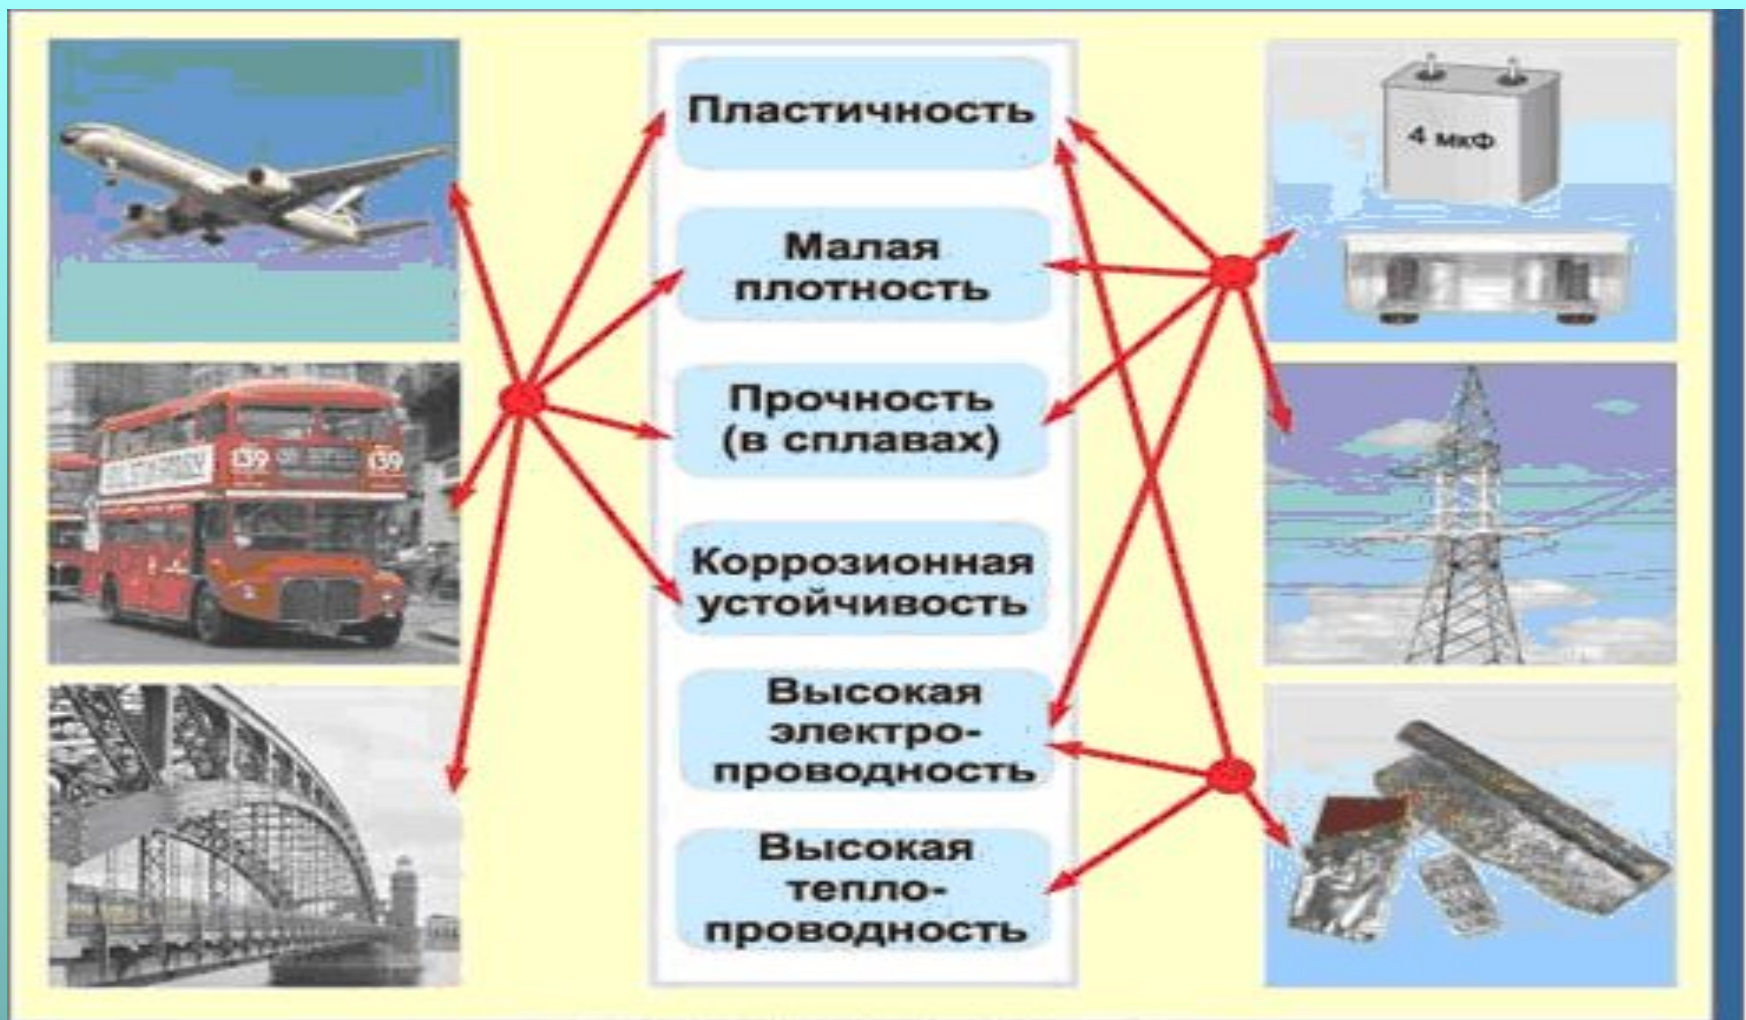 Пластичность
4 мкФ
Малая
плотность
Прочность
(в сплавах)
139
139
Коррозионная
устойчивость
Высокая
электро-
проводность
Высокая
тепло-
проводность